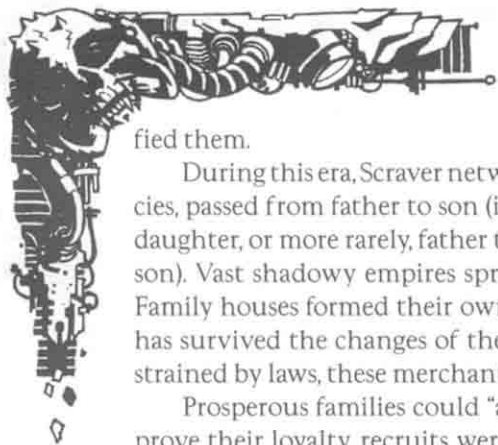 fied them.
During this era, Scraver netw
cies, passed from father to son (i
daughter, or more rarely, father t
son). Vast shadowy empires spr
Family houses formed their own
has survived the changes of the
strained by laws, these merchan
Prosperous families could “a
prove their loyalty, recruits wer